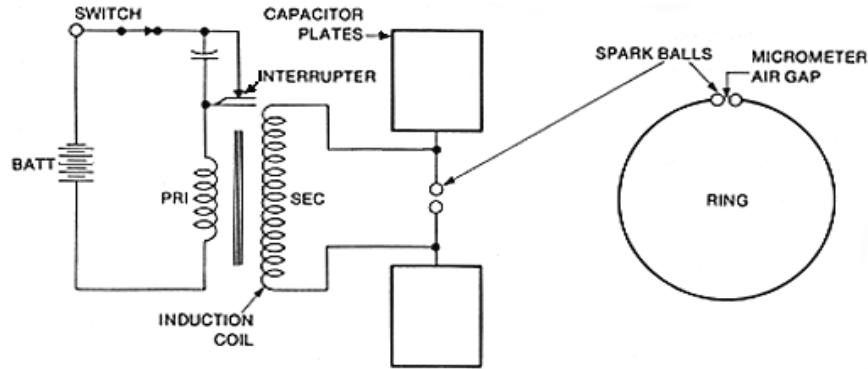 SWITCH
CAPACITOR
PLATES
INTERRUPTER
SPARK BALLS
MICROMETER
AIR GAP
BATT
PRI
SEC
RING
INDUCTION
COIL